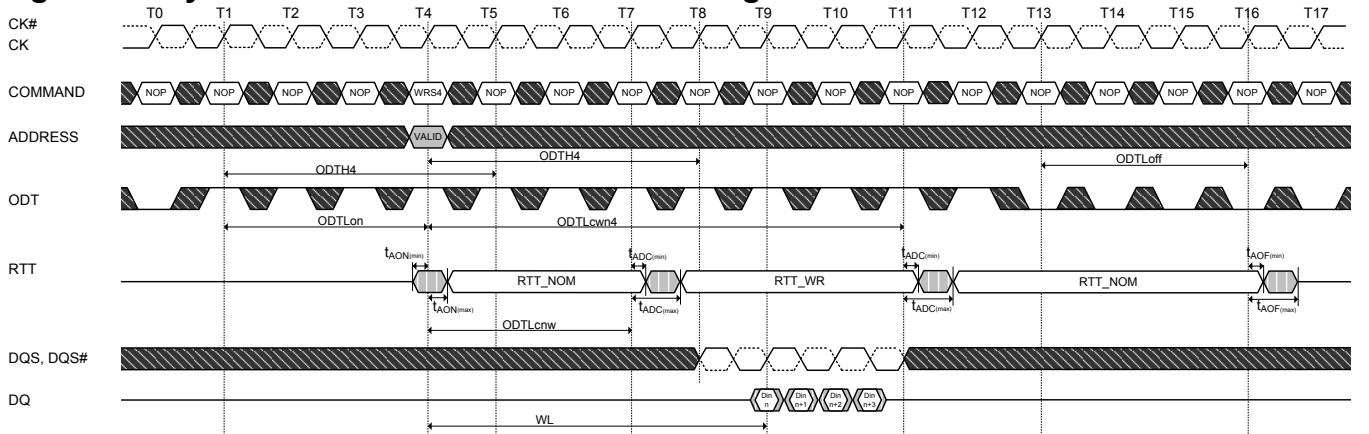 T0 T1 T2 T3 T4 T5 T6 T7 T8 T9 T10 T11 T12 T13 T14 T15 T16 T17
CK#
CK
COMMAND NOP NOP NOP NOP WRS4 NOP NOP NOP NOP NOP NOP NOP NOP NOP NOP NOP NOP NOP
ADDRESS VALID
ODTH4 ODTLoff
ODTH4
ODT
ODTLon ODTLcwn4
tAON(min) tADC(min) tADC(min) tAOF(min)
RTT RTT_NOM RTT_WR RTT_NOM
tAON(max) tADC(max) tADC(max) tAOF(max)
ODTLcnw
DQS, DQS#
DQ Din n Din n+1 Din n+2 Din n+3
WL